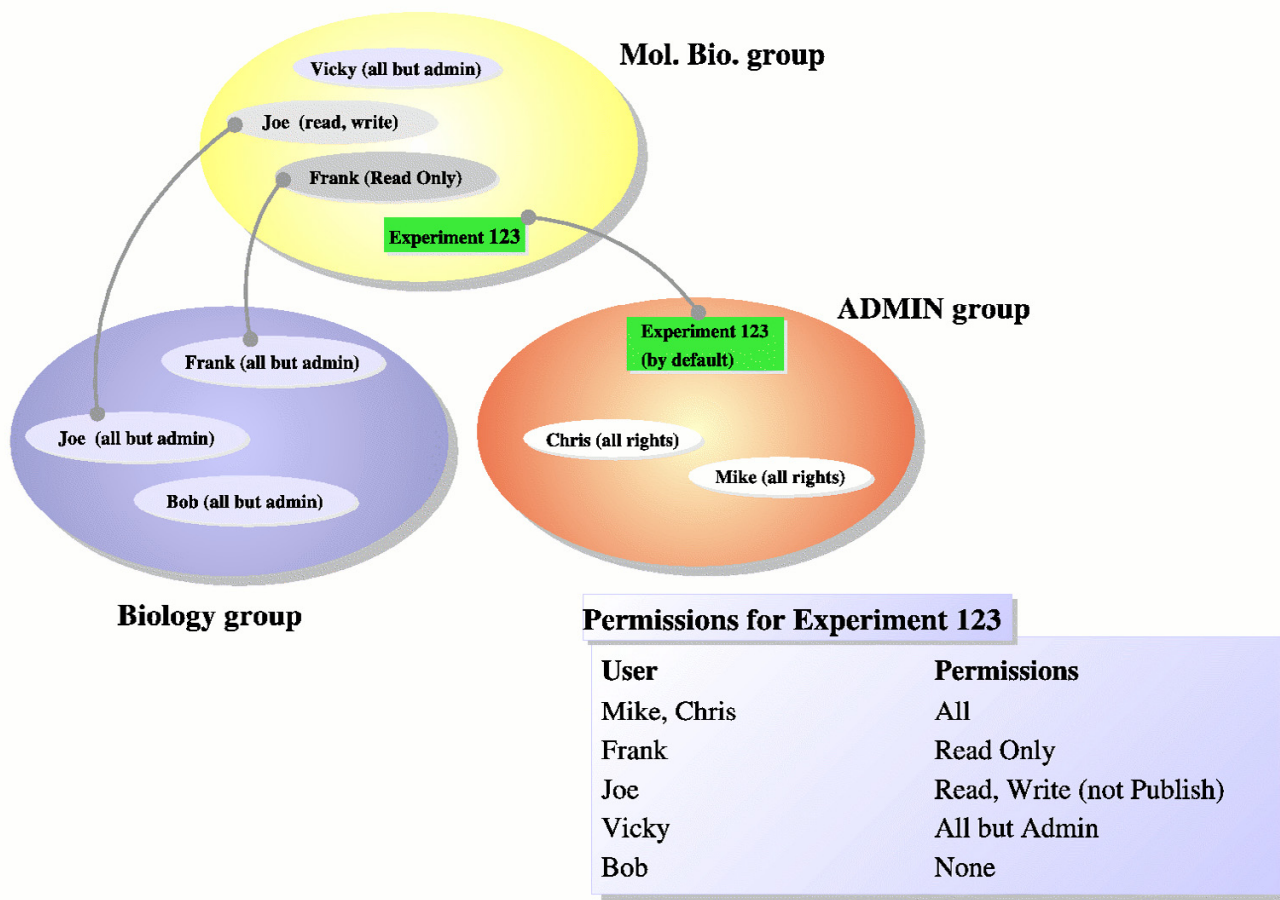 Mol. Bio. group
Vicky (all but admin)
Joe  (read, write)
Frank (Read Only)
Experiment 123
ADMIN group
Experiment 123
(by default)
Chris (all rights)
Mike (all rights)
Frank (all but admin)
Joe  (all but admin)
Bob (all but admin)
Biology group
Permissions for Experiment 123
User Permissions
Mike, Chris All
Frank Read Only
Joe Read, Write (not Publish)
Vicky All but Admin
Bob None